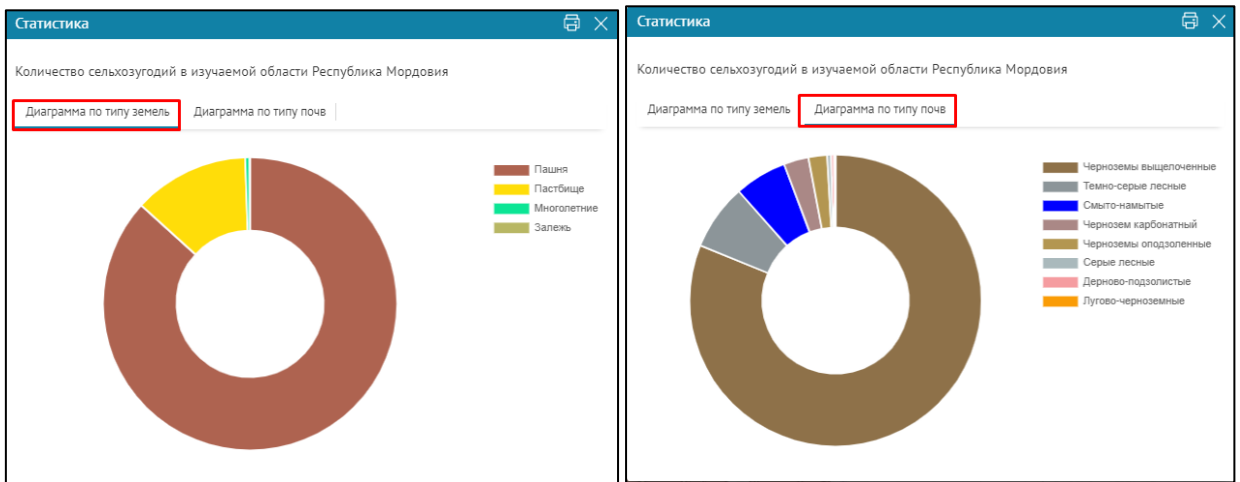 Статистика
Количество сельхозугодий в изучаемой области Республика Мордовия
Диаграмма по типу земель
Диаграмма по типу почв
Пашня
Пастбище
Многолетние
Залежь
Статистика
Количество сельхозугодий в изучаемой области Республика Мордовия
Диаграмма по типу земель
Диаграмма по типу почв
Черноземы выщелоченные
Темно-серые лесные
Смыто-намытые
Чернозем карбонатный
Черноземы оподзоленные
Серые лесные
Дерново-подзолистые
Лугово-черноземные